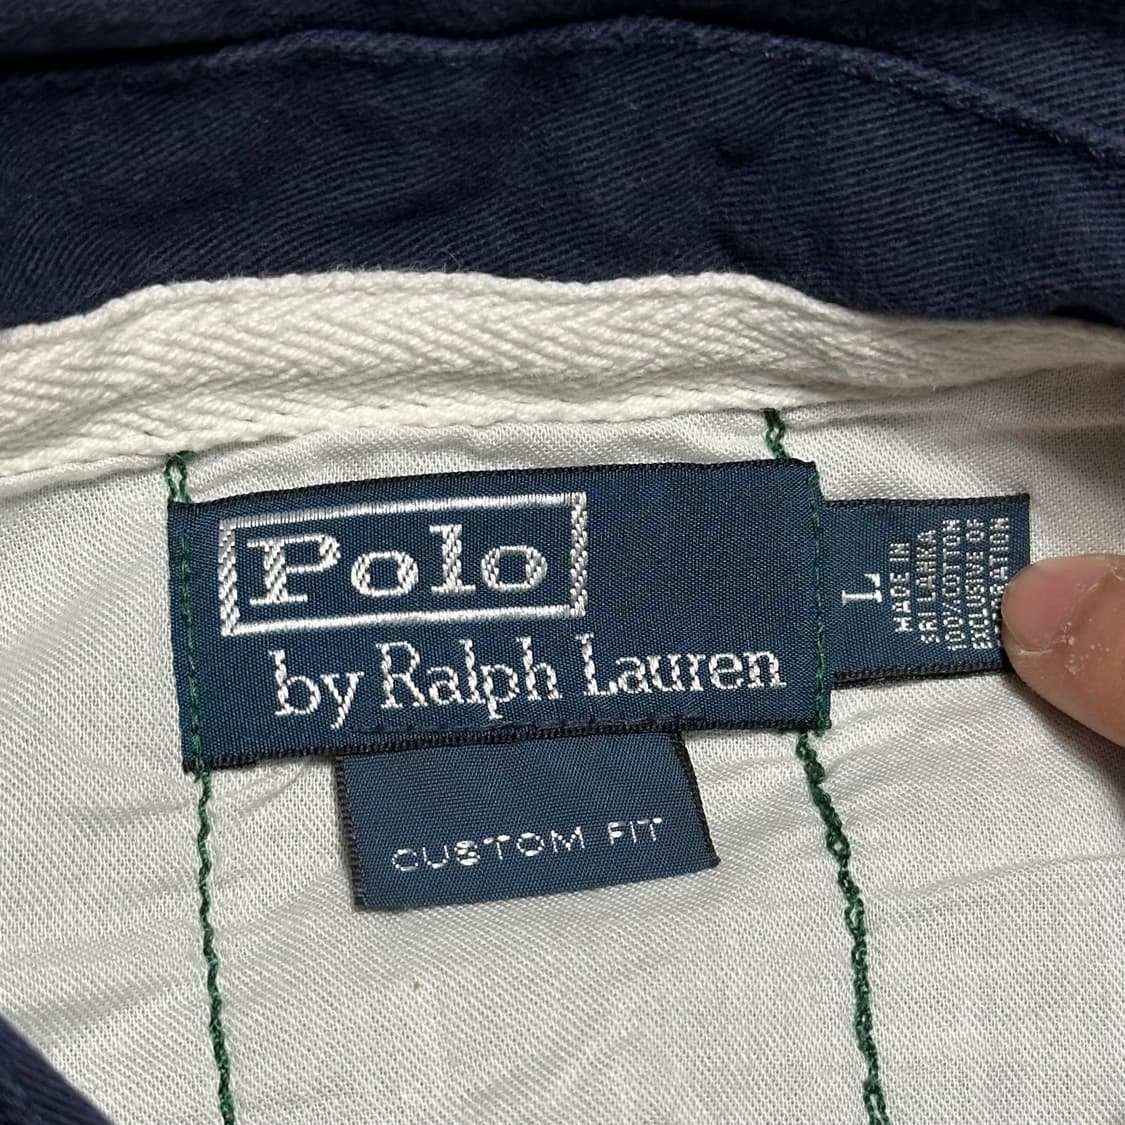 Polo
by Ralph Lauren
CUSTOM FIT
L
MADE IN
SRI LANKA
100% COTTON
EXCLUSIVE OF